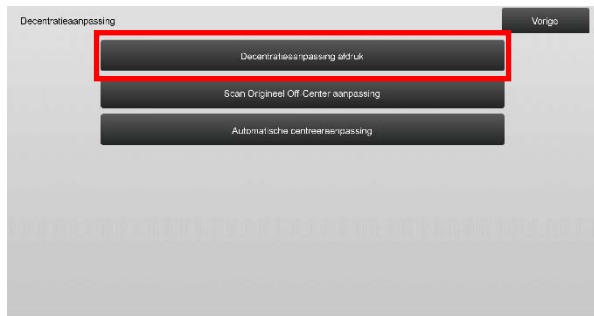 Decentratieaanpassing
Vorige
Decentratieaanpassing afdruk
Scan Origineel Off-Center aanpassing
Automatische centreeraanpassing